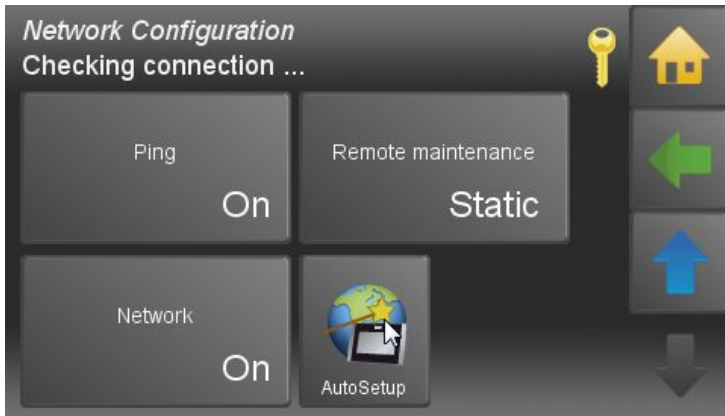 Network Configuration
Checking connection ...
Ping
On
Remote maintenance
Static
Network
On
AutoSetup